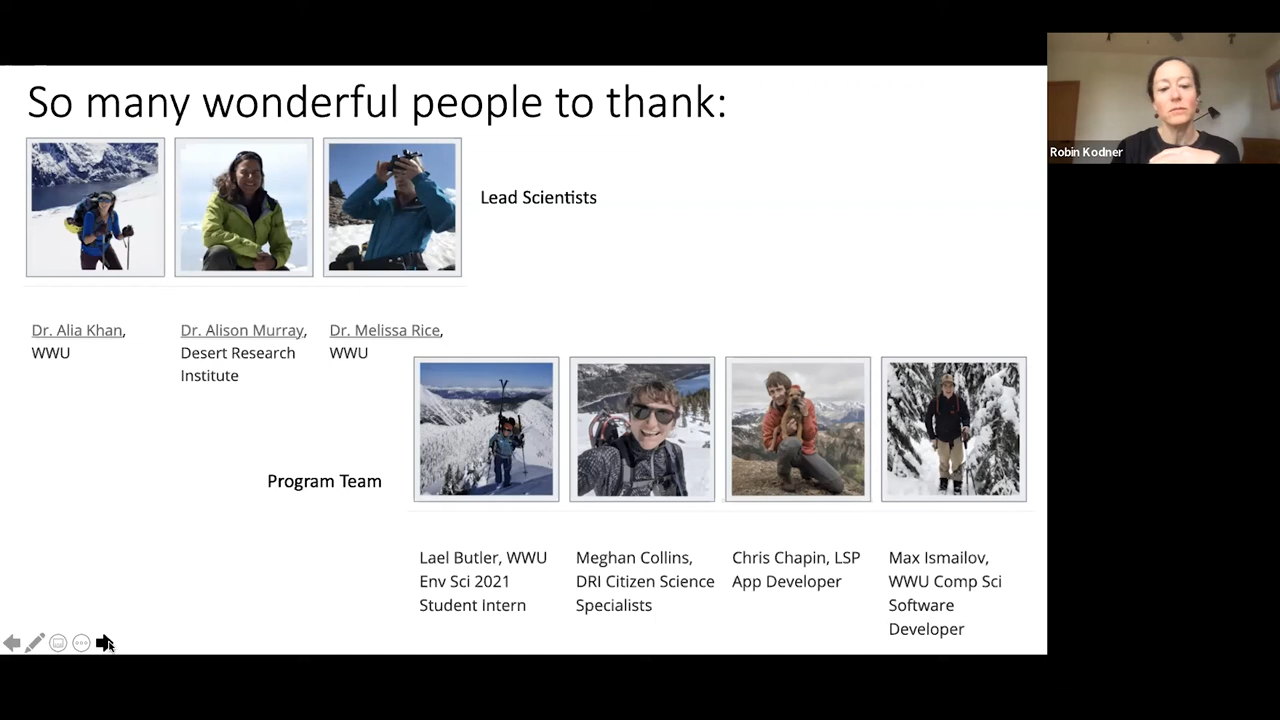 So many wonderful people to thank:
Robin Kodner
Lead Scientists
Dr. Alia Khan,
WWU
Dr. Alison Murray,
Desert Research
Institute
Dr. Melissa Rice,
WWU
Program Team
Lael Butler, WWU
Env Sci 2021
Student Intern
Meghan Collins,
DRI Citizen Science
Specialists
Chris Chapin, LSP
App Developer
Max Ismailov,
WWU Comp Sci
Software
Developer